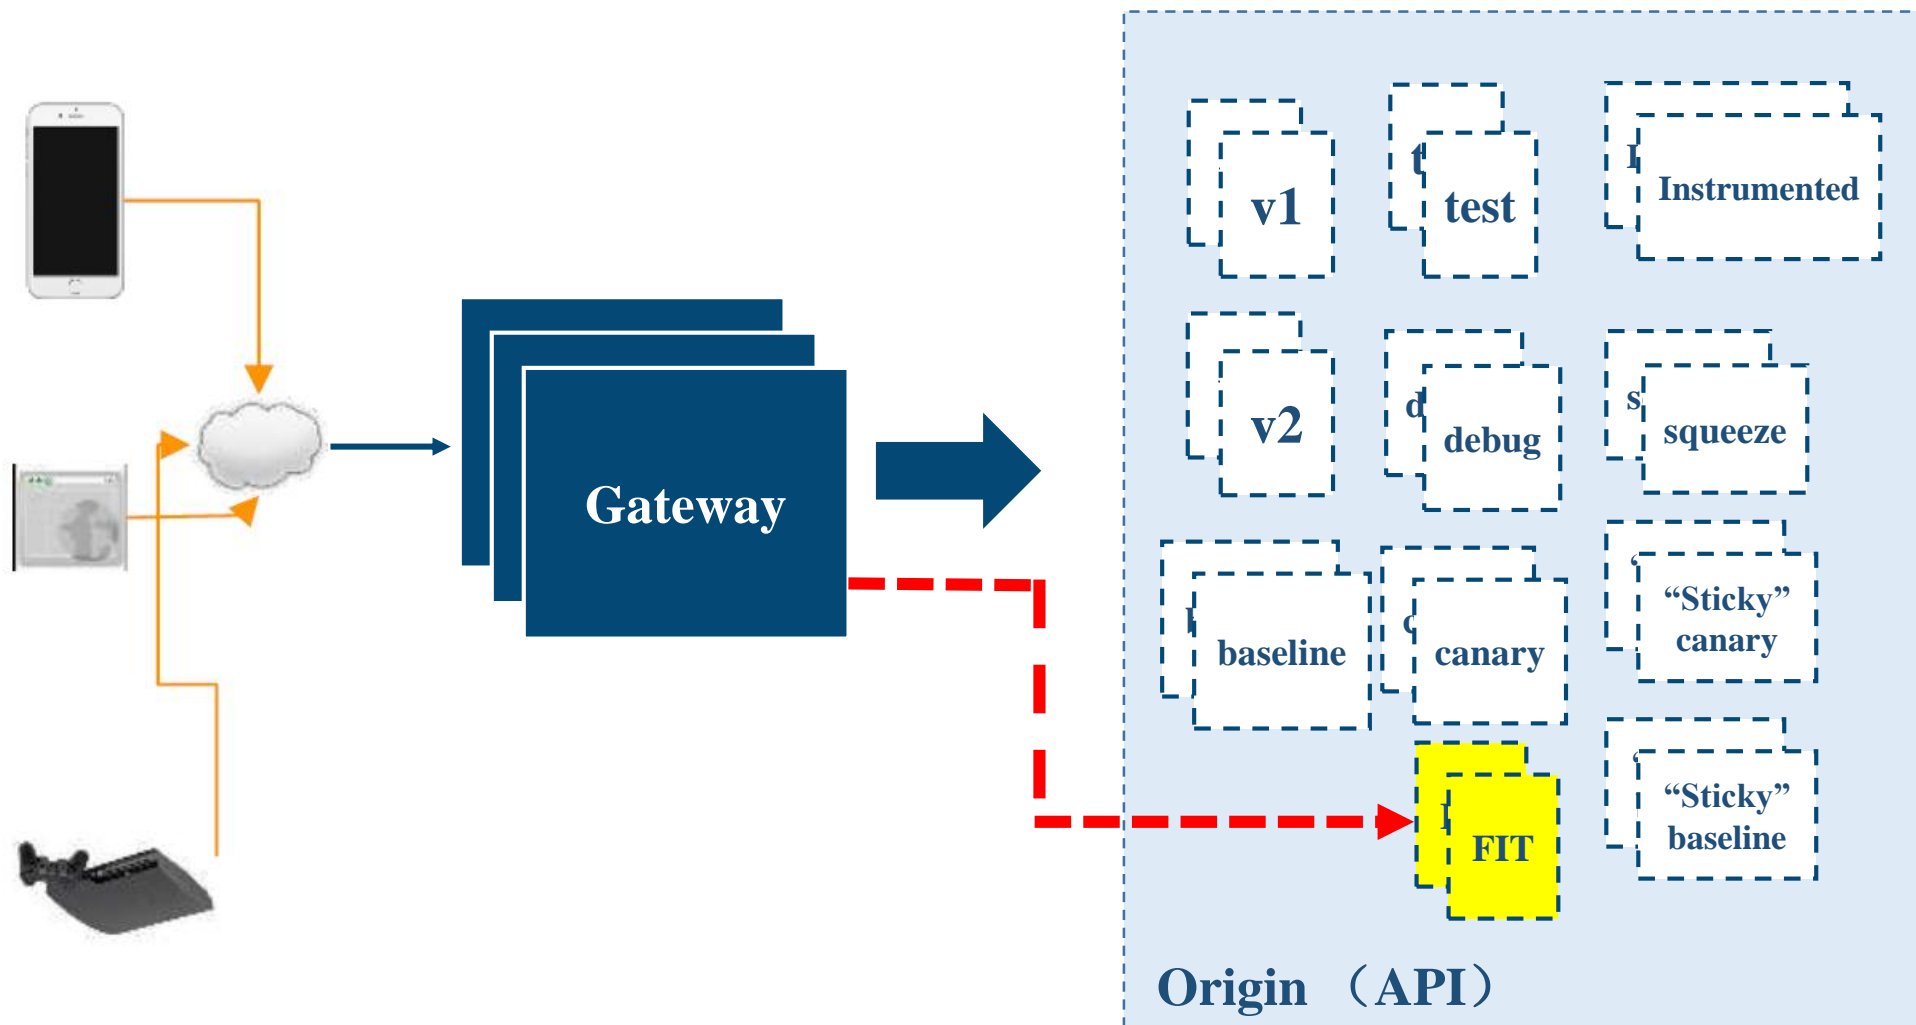 v1
test
Instrumented
v2
debug
squeeze
Gateway
baseline
canary
“Sticky”
canary
FIT
“Sticky”
baseline
Origin （API）